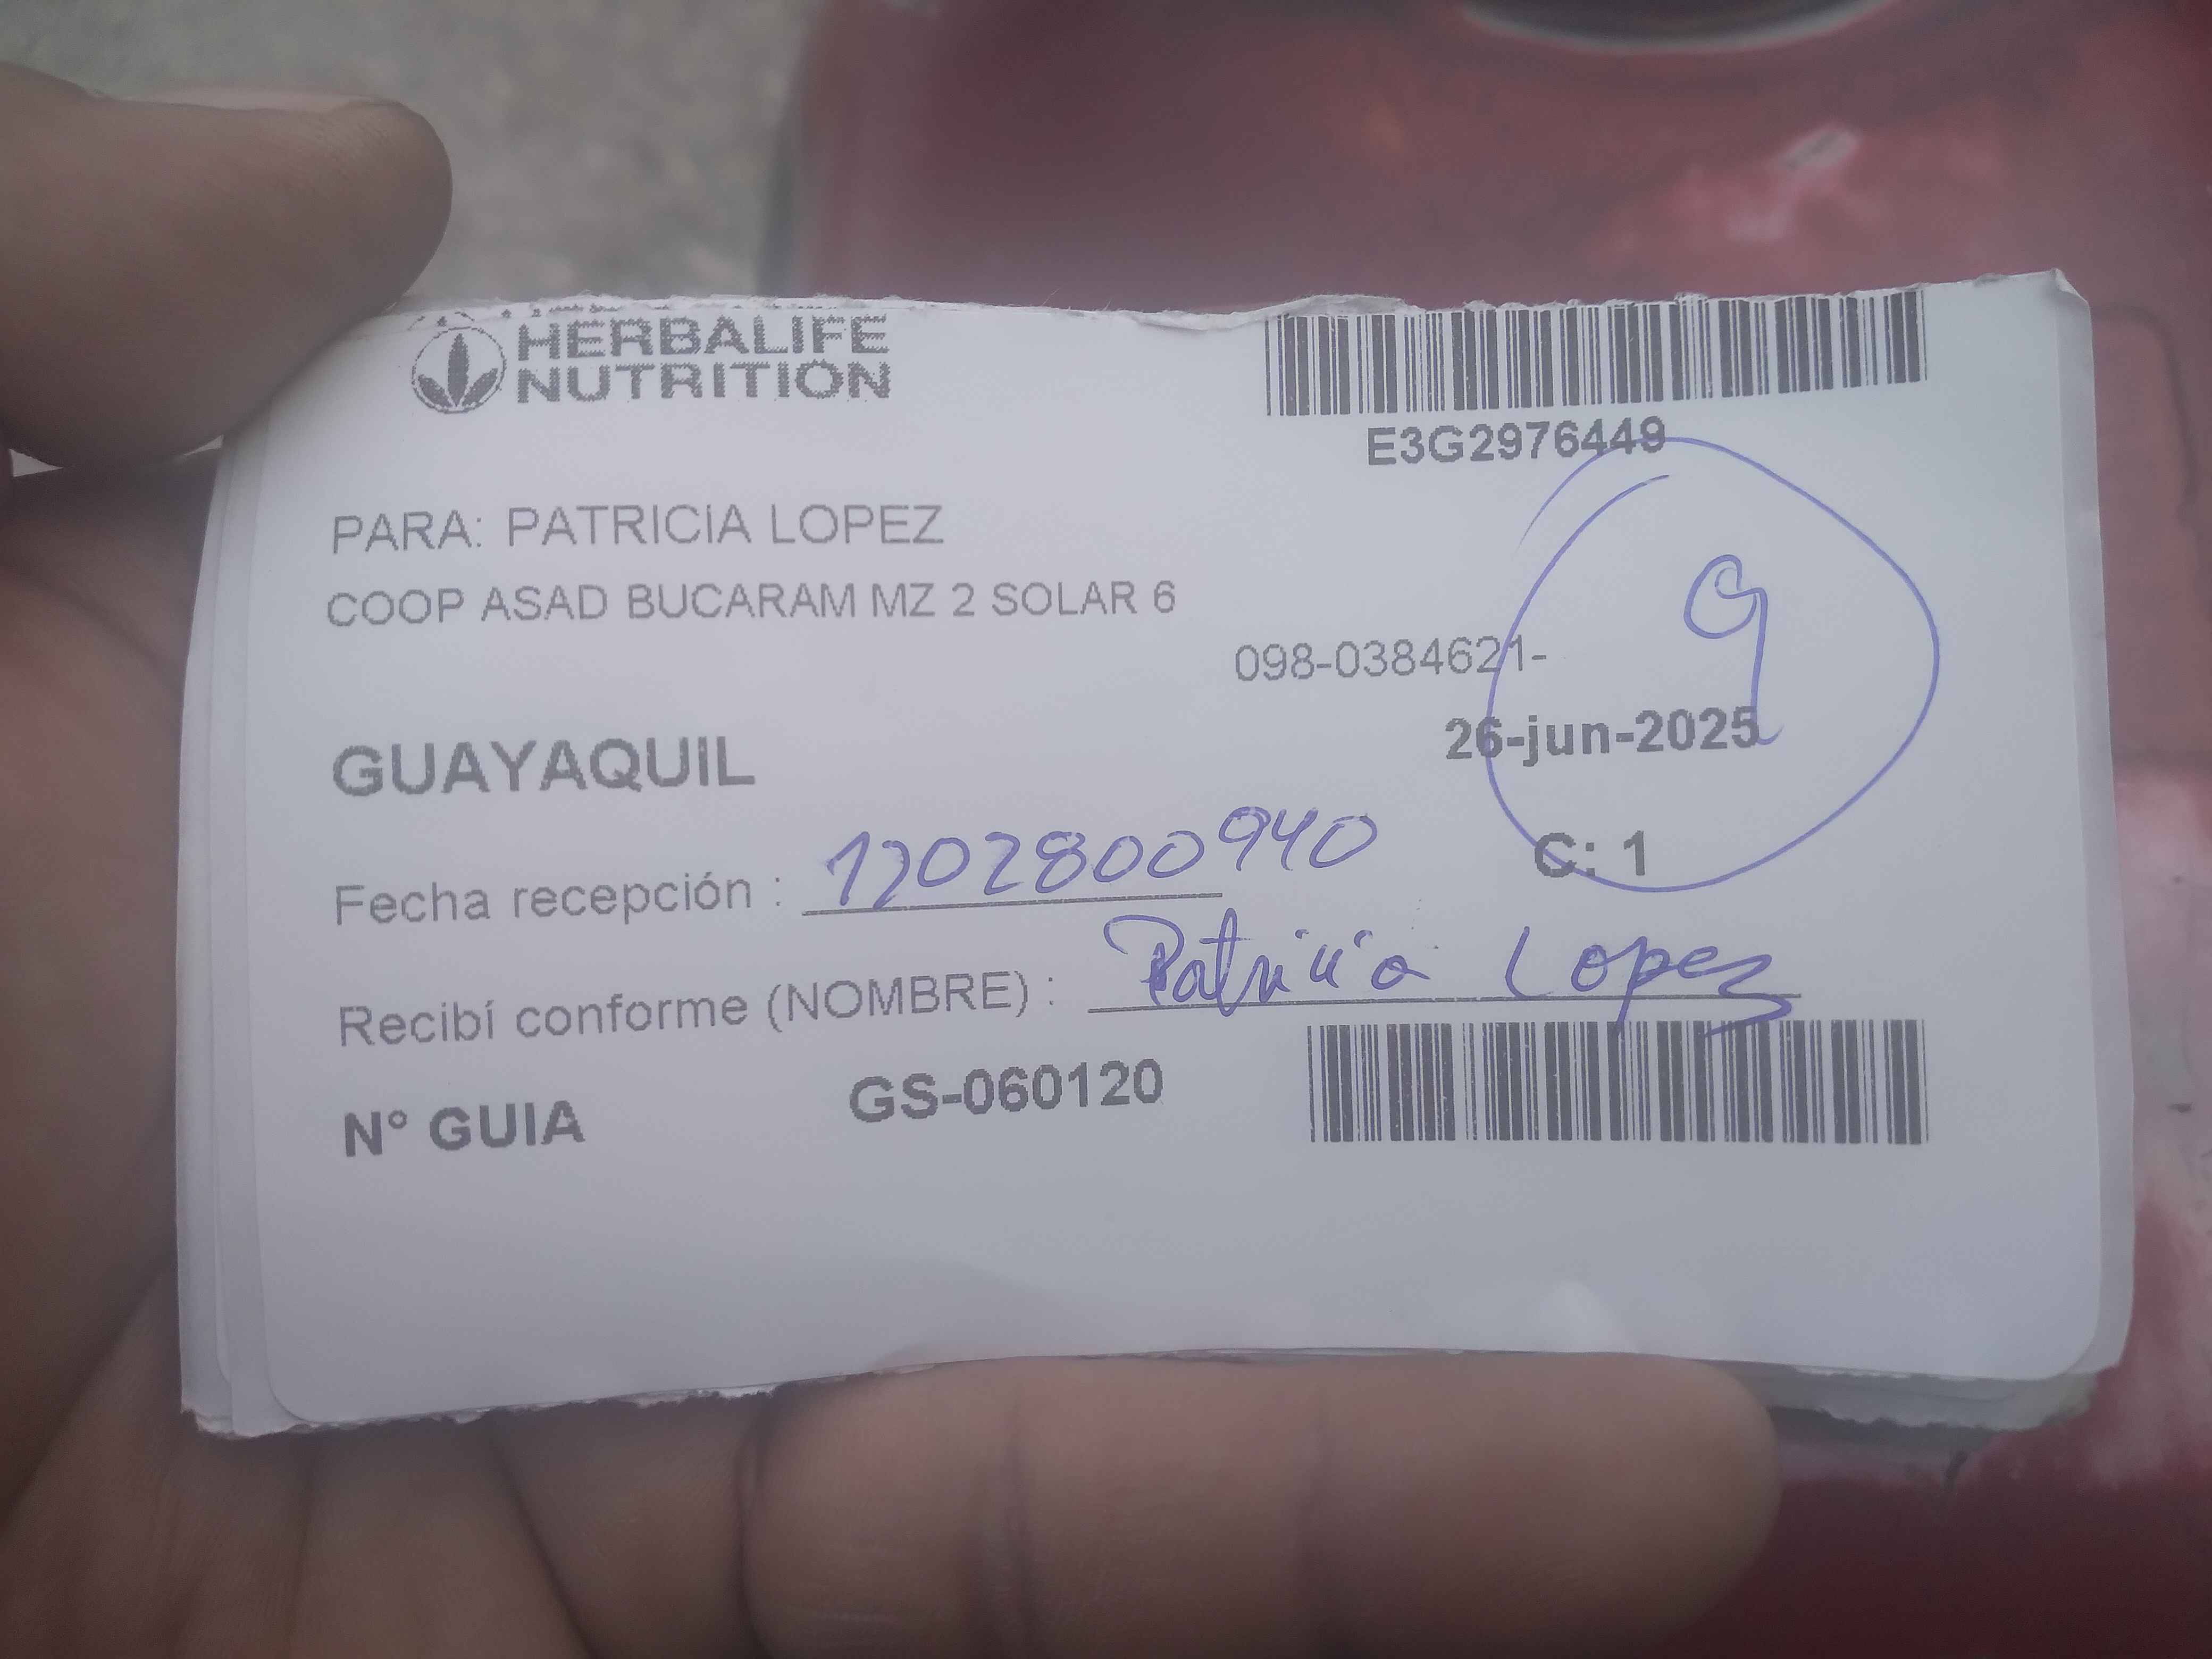 HERBALIFE
NUTRITION
E3G2976449
PARA: PATRICIA LOPEZ
COOP ASAD BUCARAM MZ 2 SOLAR 6
9
098-0384621-
26-jun-2025
GUAYAQUIL
C: 1
Fecha recepción : 1202800940
Recibí conforme (NOMBRE) : Patricia Lopez
N° GUIA GS-060120